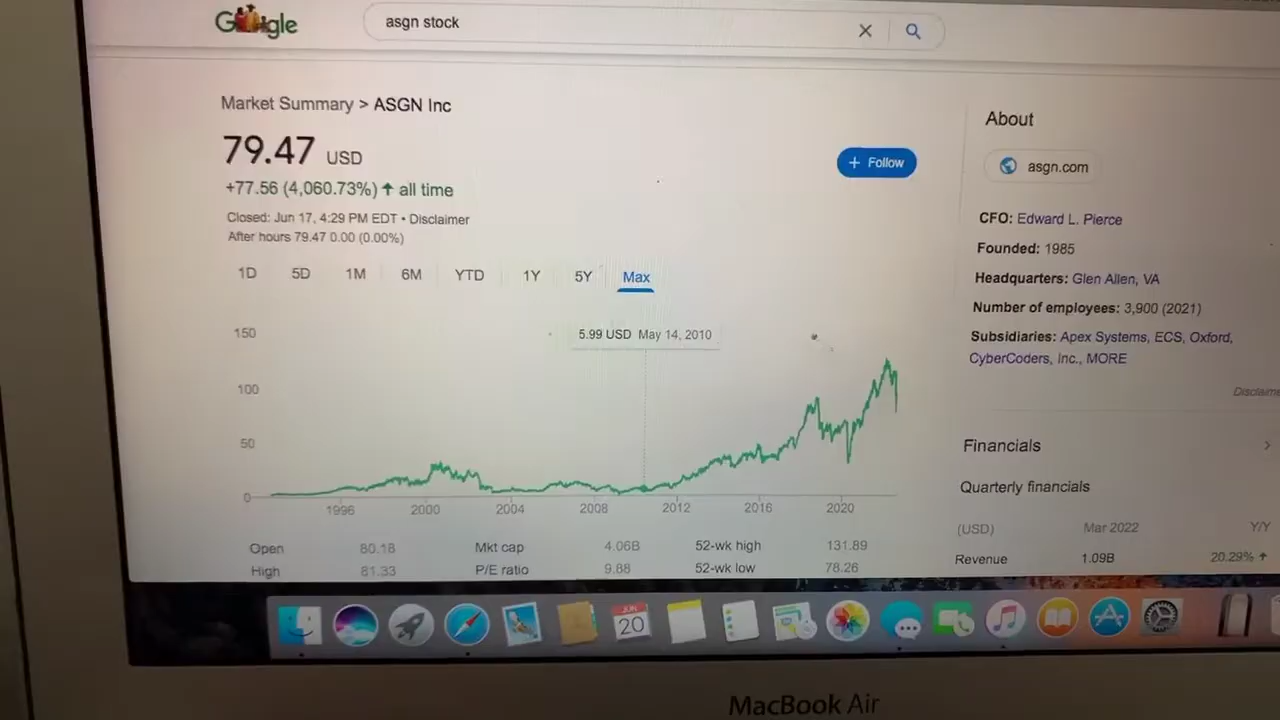 Google
asgn stock
Market Summary > ASGN Inc
79.47 USD
+77.56 (4,060.73%) ↑ all time
Closed: Jun 17, 4:29 PM EDT • Disclaimer
After hours 79.47 0.00 (0.00%)
+ Follow
1D 5D 1M 6M YTD 1Y 5Y Max
5.99 USD May 14, 2010
150
100
50
0
1996 2000 2004 2008 2012 2016 2020
Open 80.18 Mkt cap 4.06B 52-wk high 131.89
High 81.33 P/E ratio 9.88 52-wk low 78.26
About
asgn.com
CFO: Edward L. Pierce
Founded: 1985
Headquarters: Glen Allen, VA
Number of employees: 3,900 (2021)
Subsidiaries: Apex Systems, ECS, Oxford,
CyberCoders, Inc., MORE
Disclaime
Financials
Quarterly financials
(USD) Mar 2022 Y/Y
Revenue 1.09B 20.29% ↑
JUN
20
MacBook Air